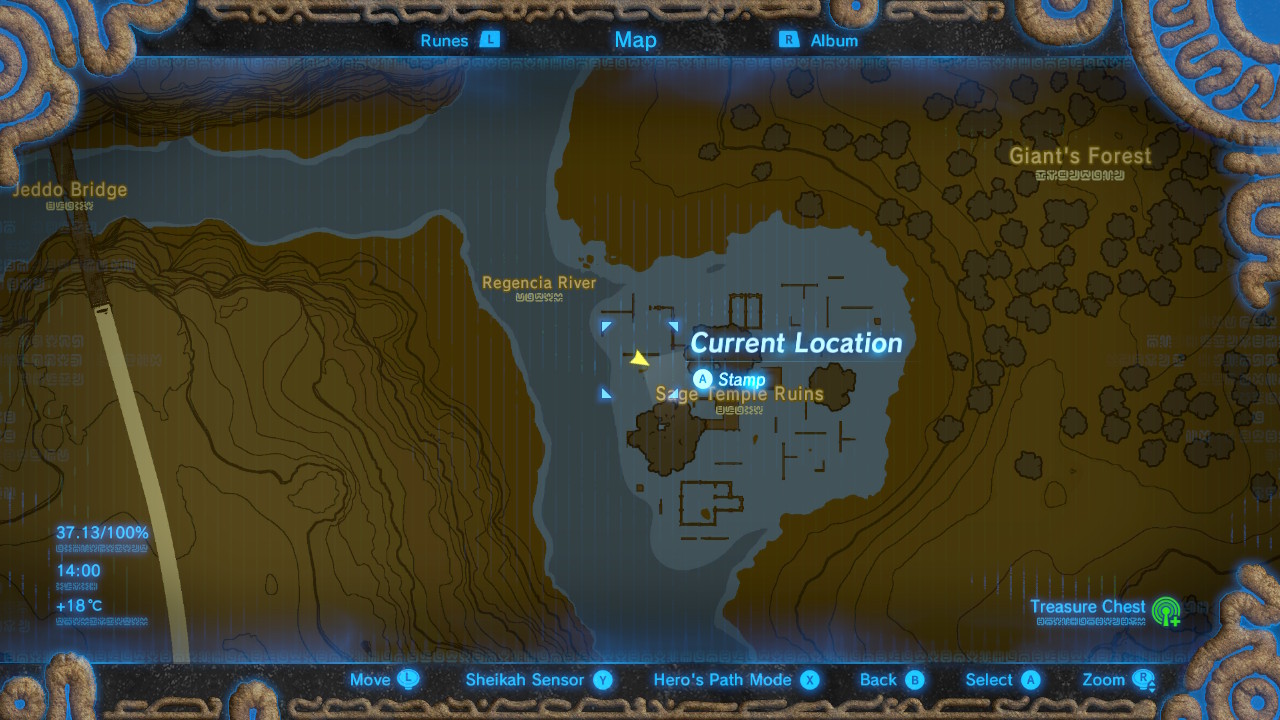 Runes L
Map
R Album
Giant's Forest
Jeddo Bridge
Regencia River
Current Location
A Stamp
Sage Temple Ruins
37.13/100%
14:00
+18°C
Treasure Chest
Move L
Sheikah Sensor Y
Hero's Path Mode X
Back B
Select A
Zoom R